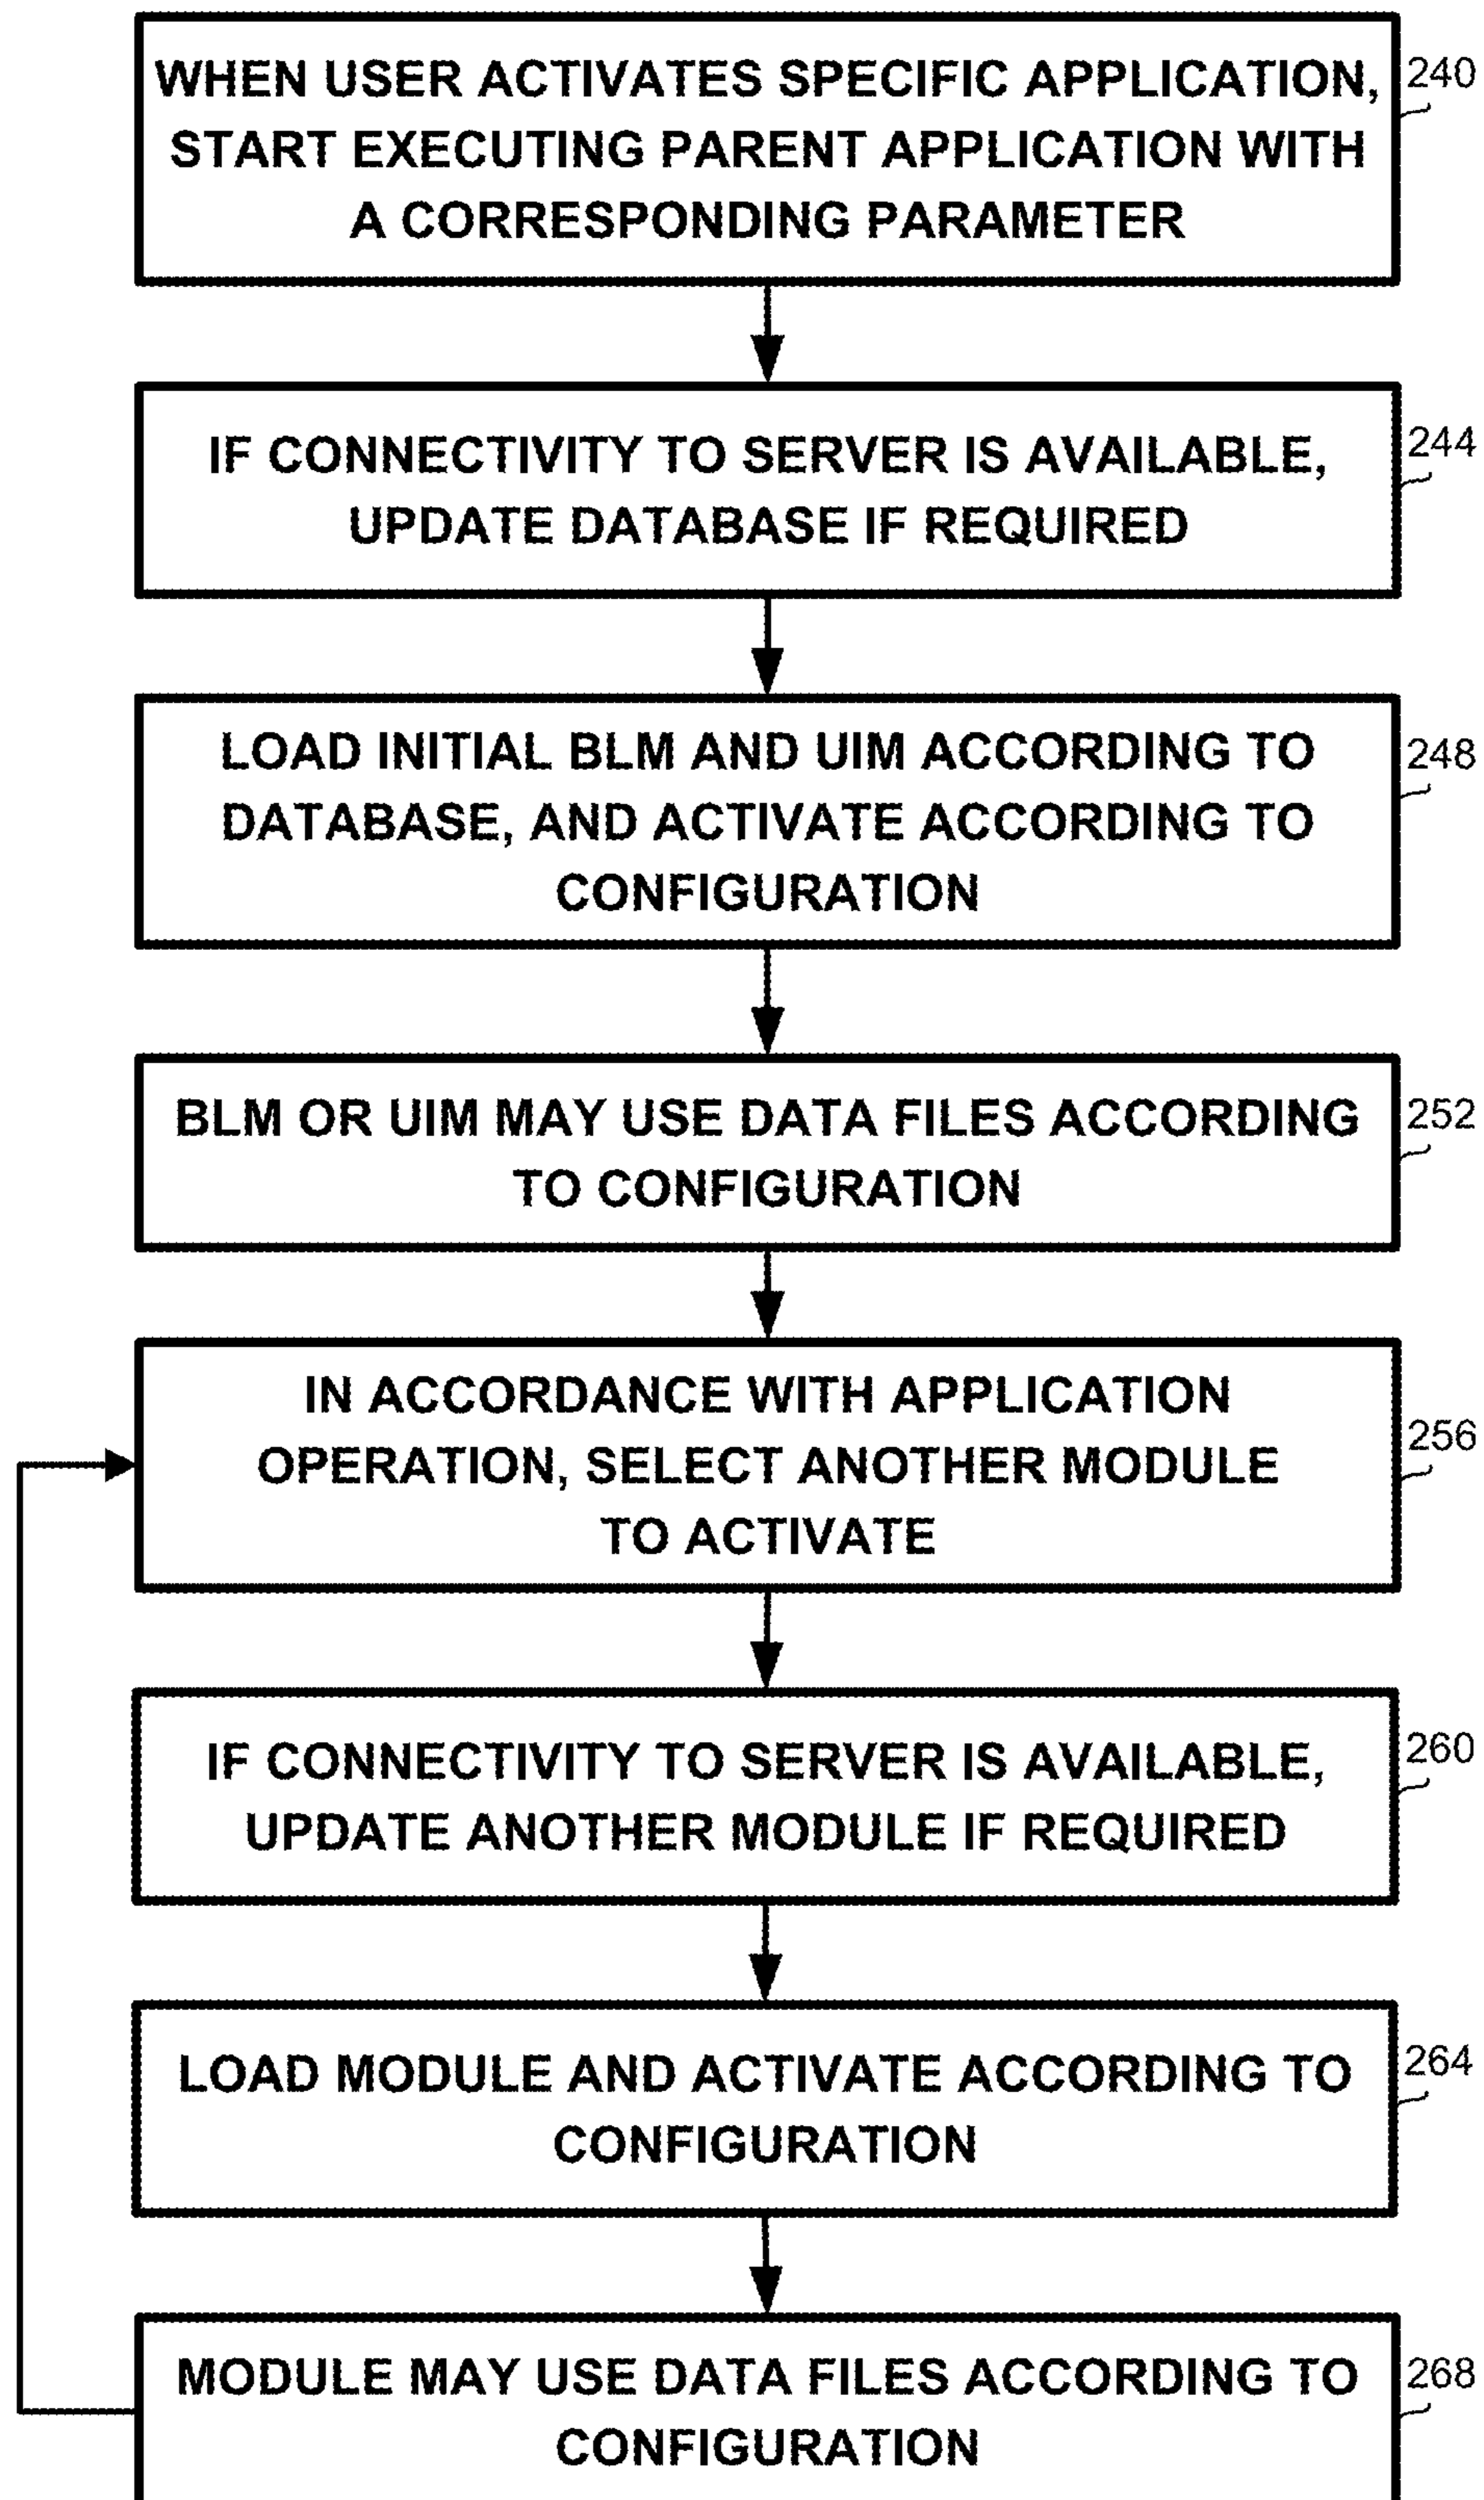 WHEN USER ACTIVATES SPECIFIC APPLICATION,
START EXECUTING PARENT APPLICATION WITH
A CORRESPONDING PARAMETER
240
IF CONNECTIVITY TO SERVER IS AVAILABLE,
UPDATE DATABASE IF REQUIRED
244
LOAD INITIAL BLM AND UIM ACCORDING TO
DATABASE, AND ACTIVATE ACCORDING TO
CONFIGURATION
248
BLM OR UIM MAY USE DATA FILES ACCORDING
TO CONFIGURATION
252
IN ACCORDANCE WITH APPLICATION
OPERATION, SELECT ANOTHER MODULE
TO ACTIVATE
256
IF CONNECTIVITY TO SERVER IS AVAILABLE,
UPDATE ANOTHER MODULE IF REQUIRED
260
LOAD MODULE AND ACTIVATE ACCORDING TO
CONFIGURATION
264
MODULE MAY USE DATA FILES ACCORDING TO
CONFIGURATION
268